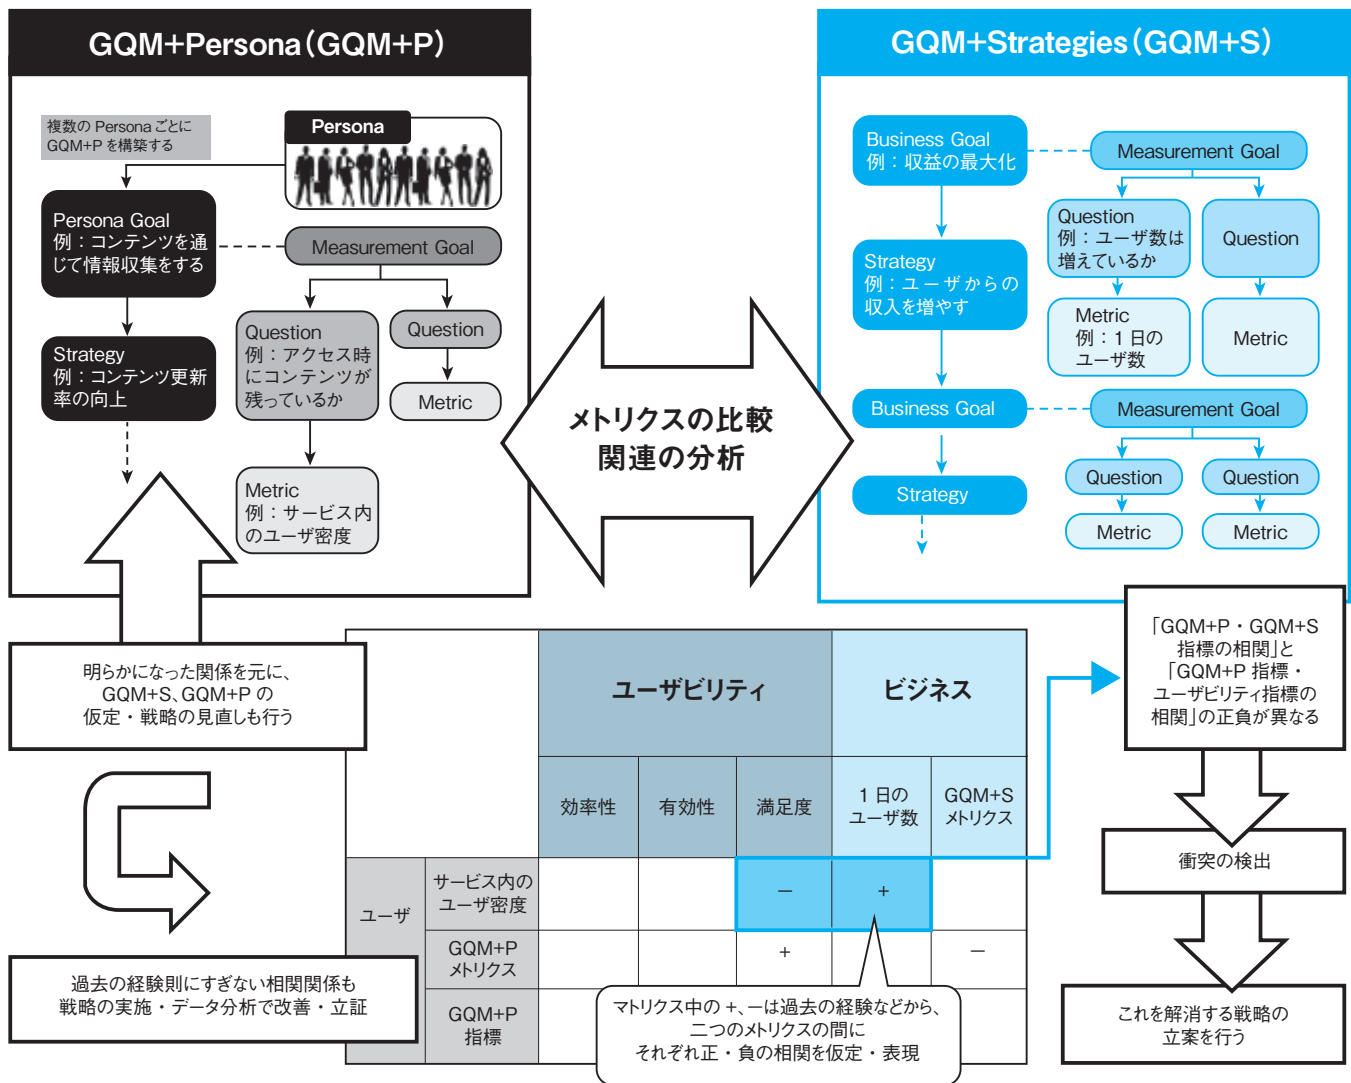 GQM+Persona(GQM+P)
複数の Persona ごとに
GQM+P を構築する
Persona
Persona Goal
例：コンテンツを通
じて情報収集をする
Measurement Goal
Strategy
例：コンテンツ更新
率の向上
Question
例：アクセス時
にコンテンツが
残っているか
Question
Metric
Metric
例：サービス内
のユーザ密度
メトリクスの比較
関連の分析
GQM+Strategies(GQM+S)
Business Goal
例：収益の最大化
Measurement Goal
Question
例：ユーザ数は
増えているか
Question
Strategy
例：ユーザからの
収入を増やす
Metric
例：1 日の
ユーザ数
Metric
Business Goal
Measurement Goal
Question
Question
Strategy
Metric
Metric
明らかになった関係を元に、
GQM+S、GQM+P の
仮定・戦略の見直しも行う
過去の経験則にすぎない相関関係も
戦略の実施・データ分析で改善・立証
ユーザビリティ
ビジネス
効率性
有効性
満足度
1 日の
ユーザ数
GQM+S
メトリクス
ユーザ
サービス内の
ユーザ密度
−
+
GQM+P
メトリクス
+
−
GQM+P
指標
マトリクス中の +、−は過去の経験などから、
二つのメトリクスの間に
それぞれ正・負の相関を仮定・表現
「GQM+P・GQM+S
指標の相関」と
「GQM+P 指標・
ユーザビリティ指標の
相関」の正負が異なる
衝突の検出
これを解消する戦略の
立案を行う